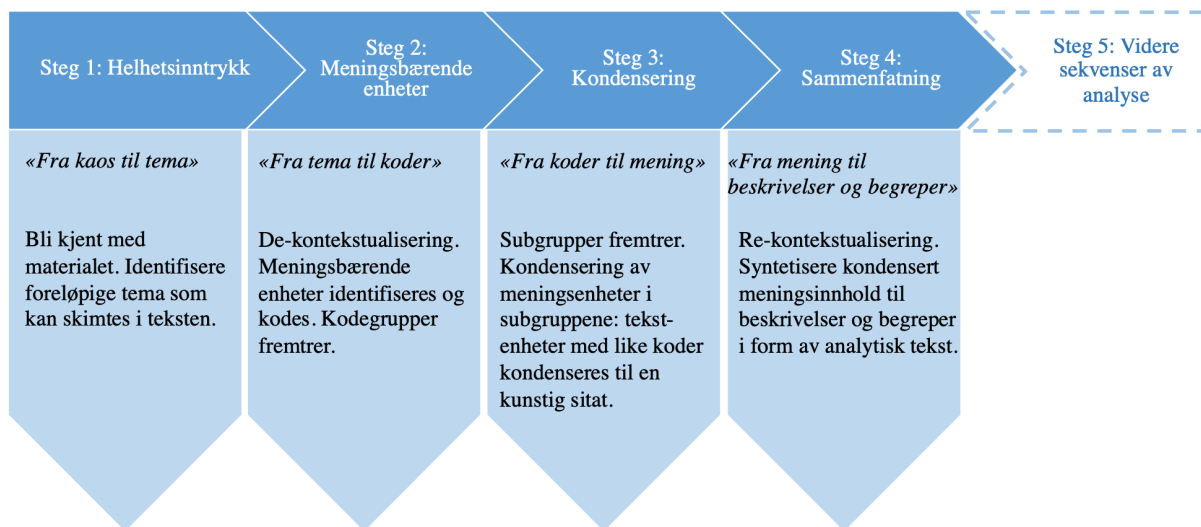 Steg 1: Helhetsinntrykk
Steg 2:
Meningsbærende
enheter
Steg 3:
Kondensering
Steg 4:
Sammenfatning
Steg 5: Videre
sekvenser av
analyse
«Fra kaos til tema»
Bli kjent med
materialet. Identifisere
foreløpige tema som
kan skimtes i teksten.
«Fra tema til koder»
De-kontekstualisering.
Meningsbærende
enheter identifiseres og
kodes. Kodegrupper
fremtrer.
«Fra koder til mening»
Subgrupper fremtrer.
Kondensering av
meningsenheter i
subgruppene: tekst-
enheter med like koder
kondenseres til en
kunstig sitat.
«Fra mening til
beskrivelser og begreper»
Re-kontekstualisering.
Syntetisere kondensert
meningsinnhold til
beskrivelser og begreper
i form av analytisk tekst.